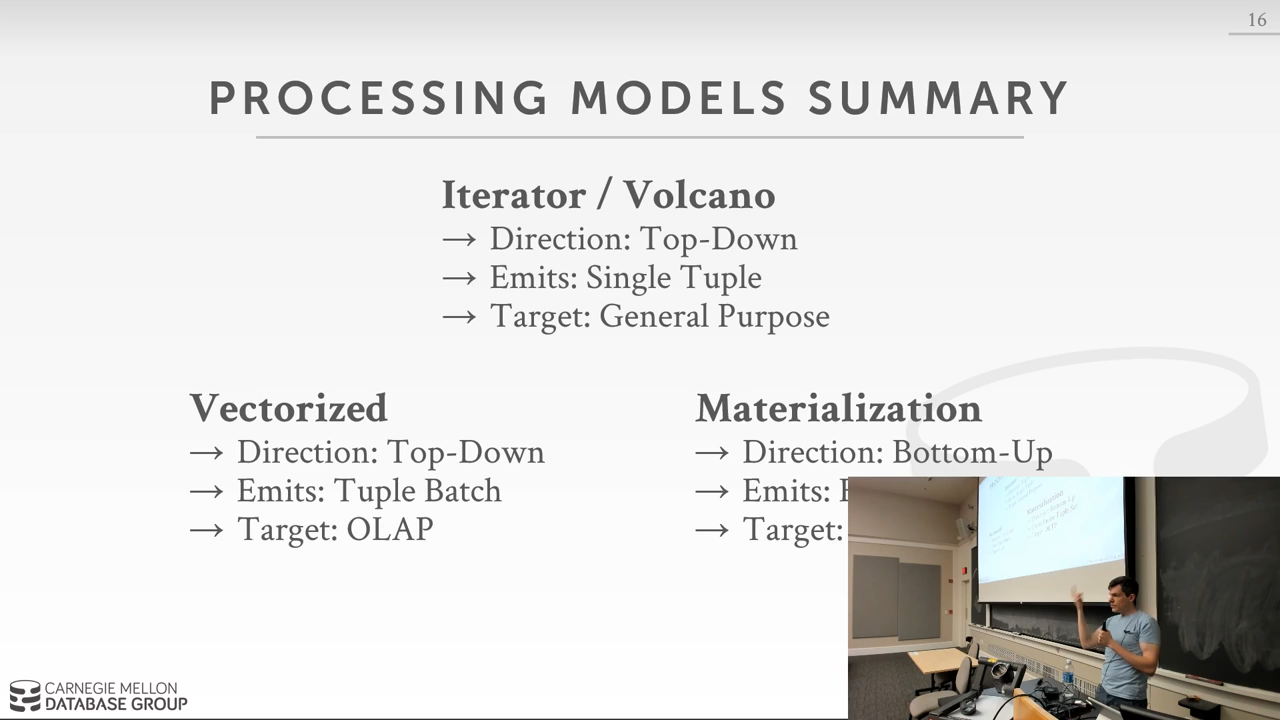 16
PROCESSING MODELS SUMMARY
Iterator / Volcano
→ Direction: Top-Down
→ Emits: Single Tuple
→ Target: General Purpose
Vectorized
→ Direction: Top-Down
→ Emits: Tuple Batch
→ Target: OLAP
Materialization
→ Direction: Bottom-Up
→ Emits:
→ Target:
CARNEGIE MELLON
DATABASE GROUP